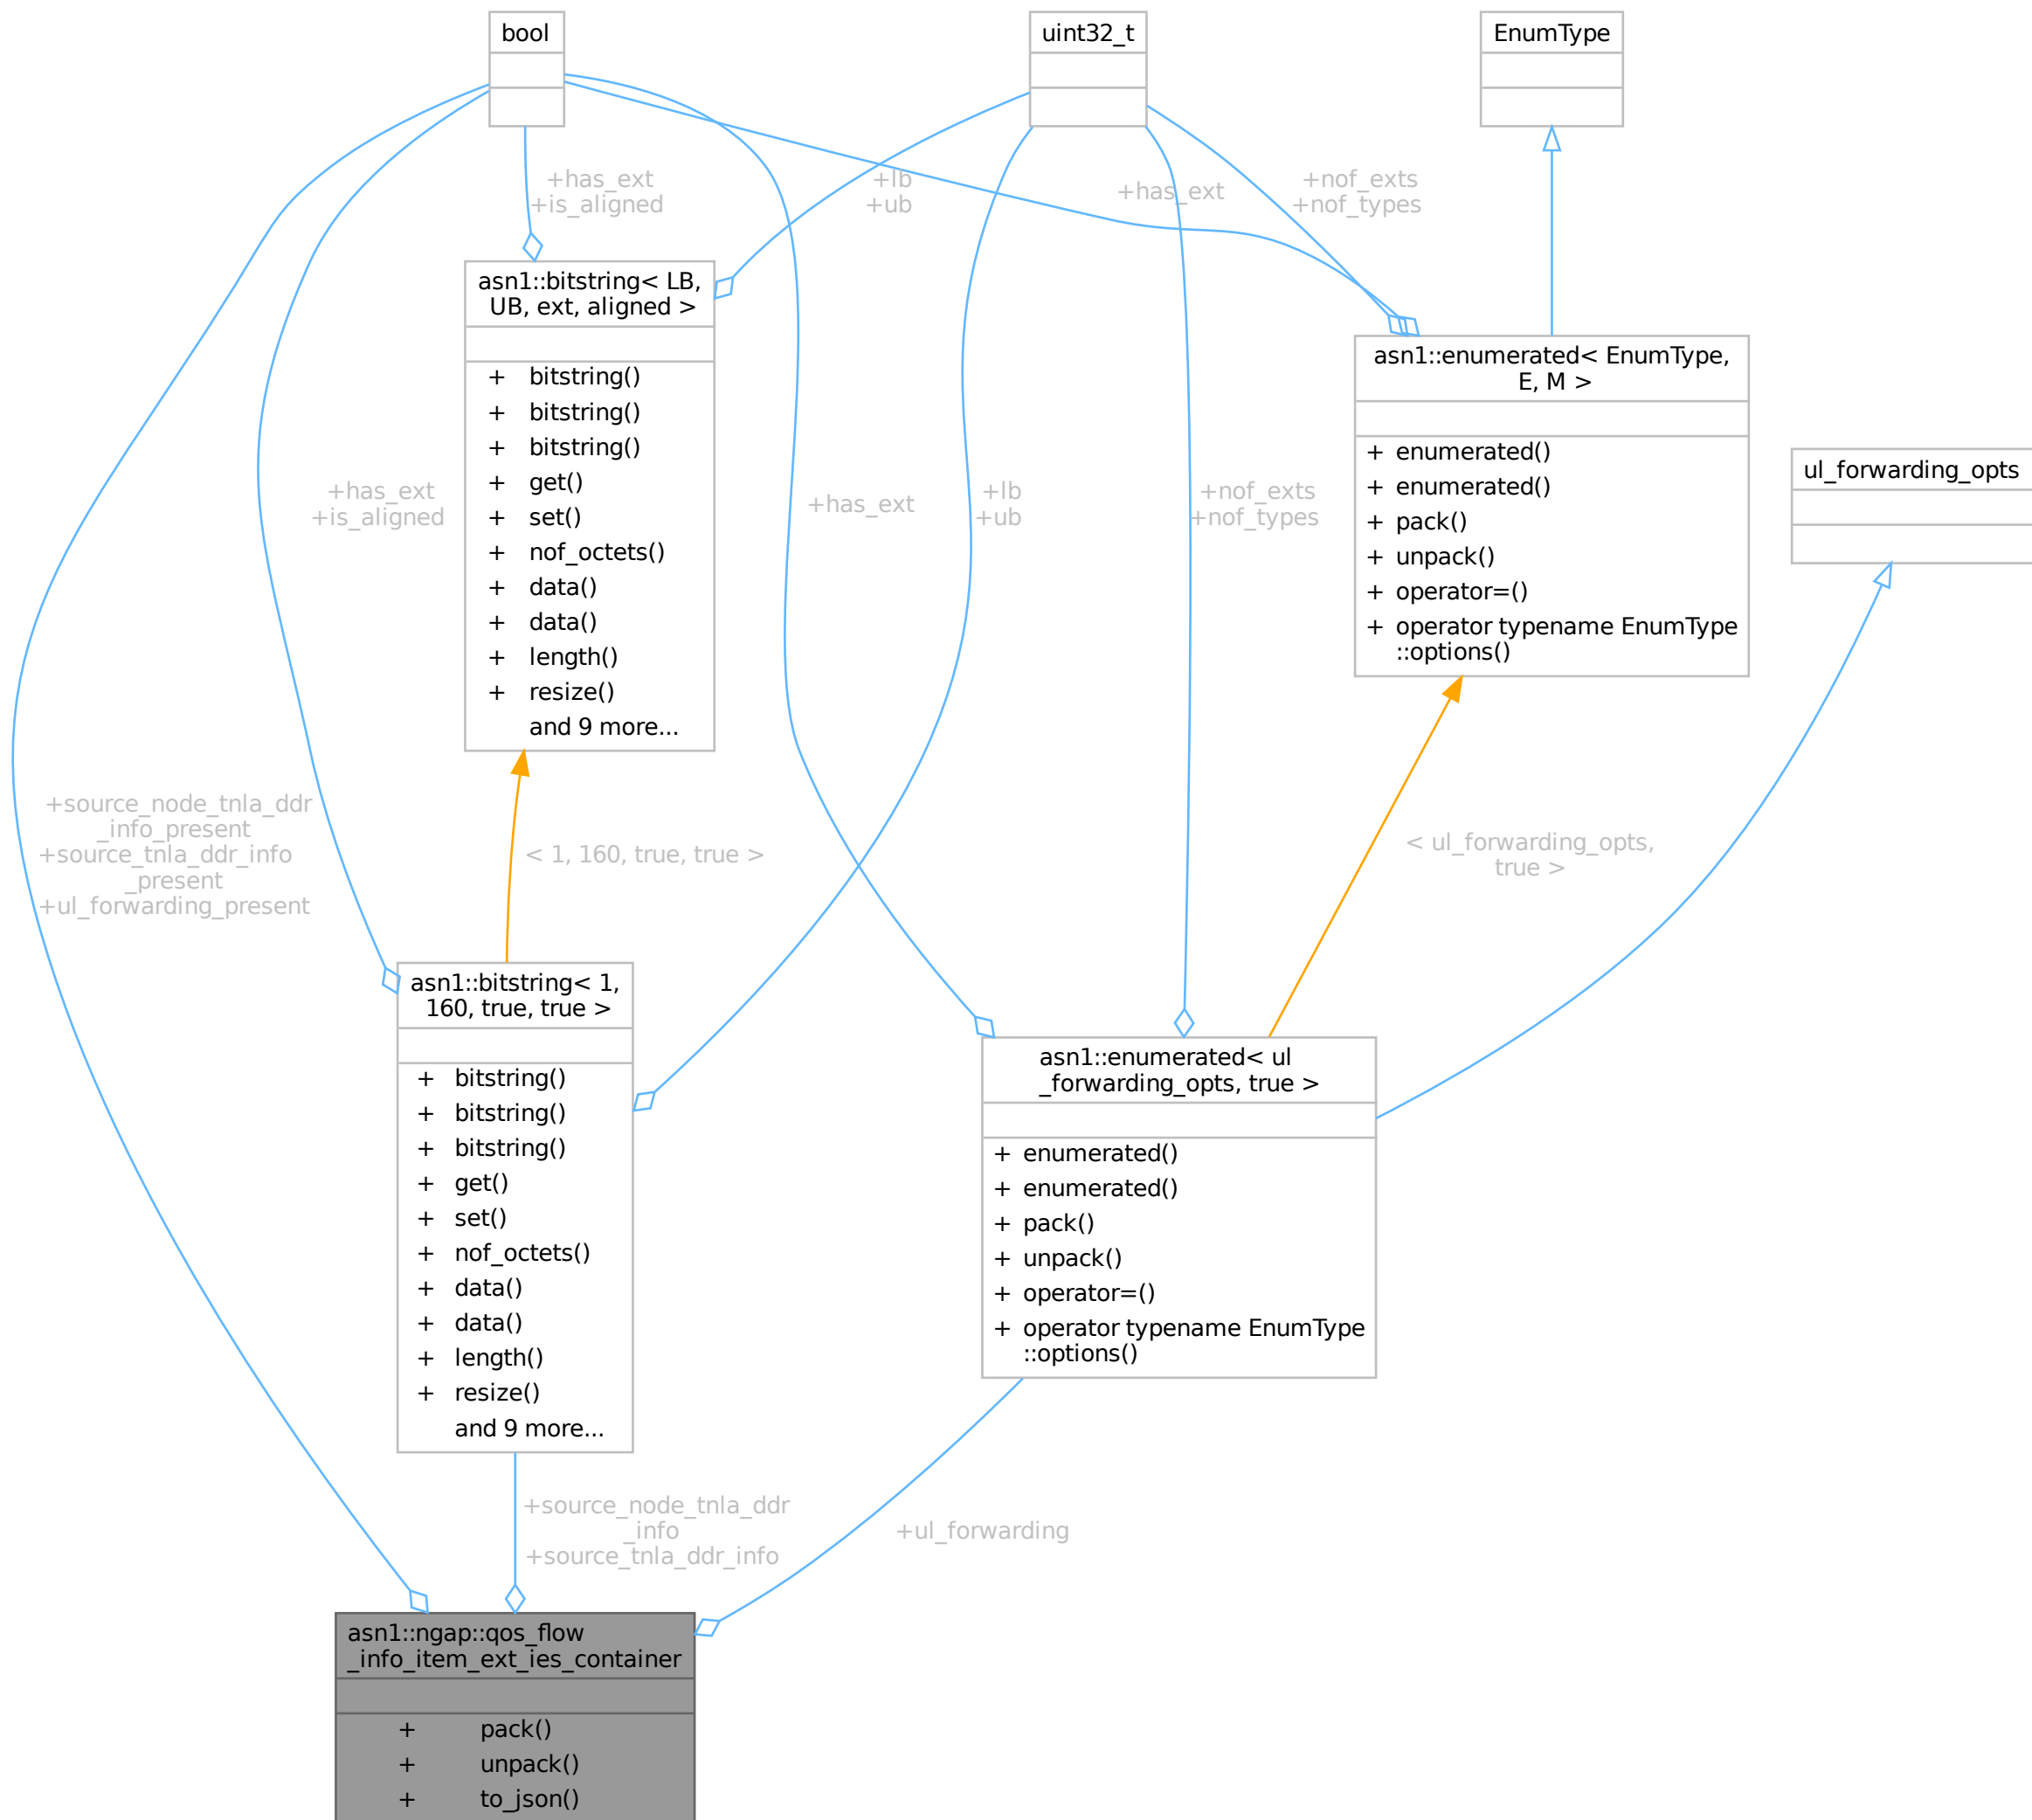 bool
uint32_t
EnumType
+has_ext
+is_aligned
+lb
+ub
+has_ext
+nof_exts
+nof_types
asn1::bitstring< LB,
UB, ext, aligned >
+ bitstring()
+ bitstring()
+ bitstring()
+ get()
+ set()
+ nof_octets()
+ data()
+ data()
+ length()
+ resize()
and 9 more...
asn1::enumerated< EnumType,
E, M >
+ enumerated()
+ enumerated()
+ pack()
+ unpack()
+ operator=()
+ operator typename EnumType
::options()
ul_forwarding_opts
+has_ext
+is_aligned
+has_ext
+lb
+ub
+nof_exts
+nof_types
+source_node_tnla_ddr
_info_present
+source_tnla_ddr_info
_present
+ul_forwarding_present
< 1, 160, true, true >
< ul_forwarding_opts,
true >
asn1::bitstring< 1,
160, true, true >
+ bitstring()
+ bitstring()
+ bitstring()
+ get()
+ set()
+ nof_octets()
+ data()
+ data()
+ length()
+ resize()
and 9 more...
asn1::enumerated< ul
_forwarding_opts, true >
+ enumerated()
+ enumerated()
+ pack()
+ unpack()
+ operator=()
+ operator typename EnumType
::options()
+source_node_tnla_ddr
_info
+source_tnla_ddr_info
+ul_forwarding
asn1::ngap::qos_flow
_info_item_ext_ies_container
+ pack()
+ unpack()
+ to_json()